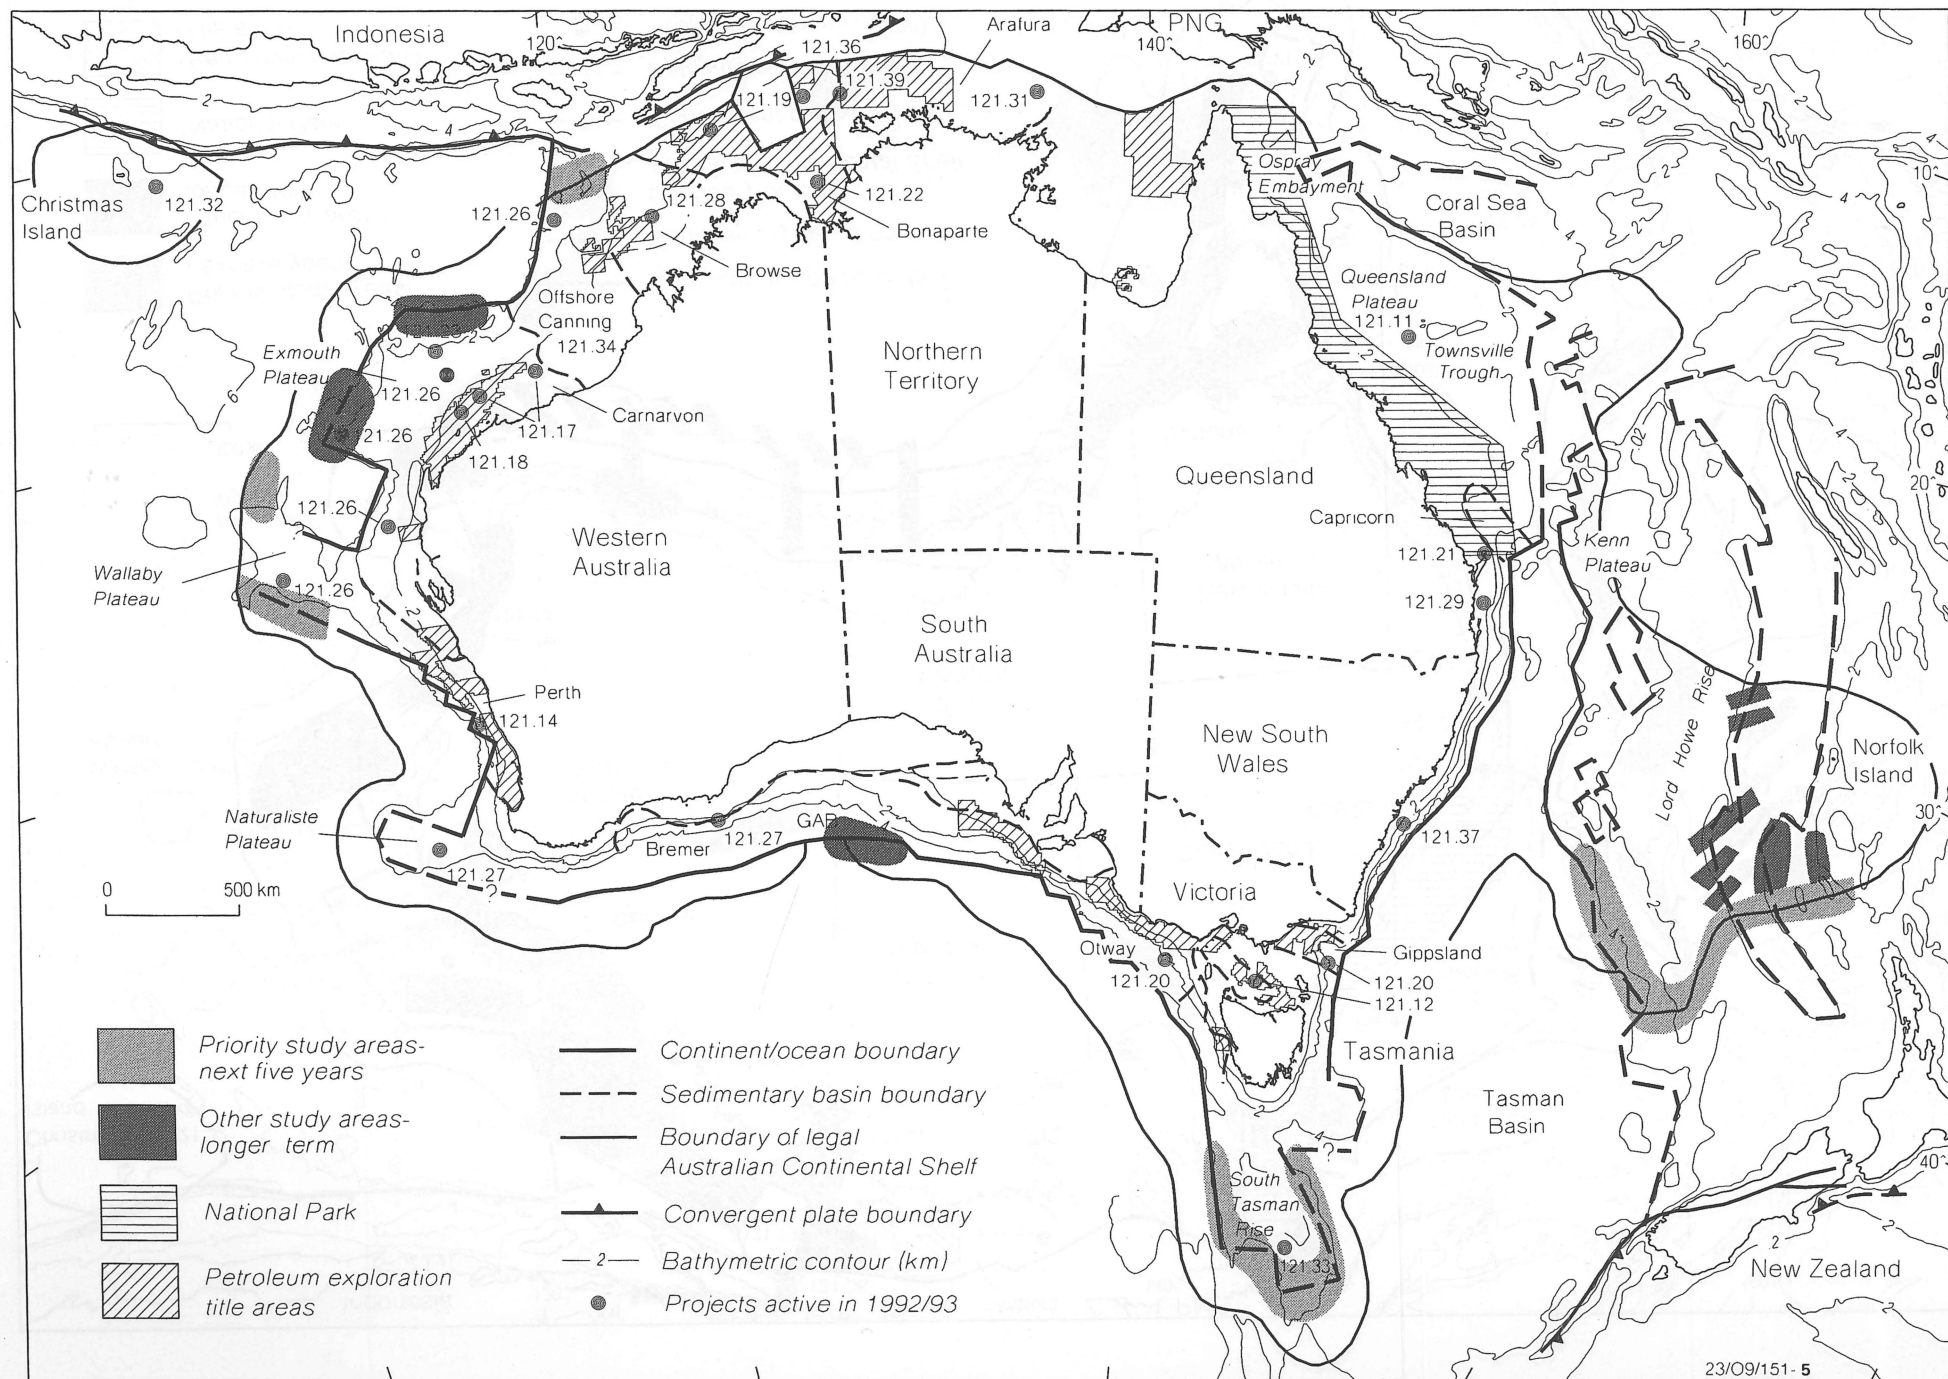 Indonesia
120°
Arafura
140°
PNG
160°
121.36
121.39
121.19
121.31
Christmas
Island
121.32
121.26
121.28
121.22
Bonaparte
Browse
Ospray
Embayment
Coral Sea
Basin
10°
Offshore
Canning
121.34
Queensland
Plateau
121.11
Townsville
Trough
Exmouth
Plateau
121.26
121.26
Carnarvon
121.17
121.18
Northern
Territory
Queensland
20°
121.26
Capricorn
121.21
Western
Australia
Kenn
Plateau
Wallaby
Plateau
121.26
121.29
South
Australia
Perth
121.14
Lord Howe Rise
New South
Wales
Norfolk
Island
Naturaliste
Plateau
121.27
Bremer
121.27
GAB
121.37
30°
0 500 km
?
Victoria
Otway
121.20
Gippsland
121.20
121.12
Tasmania
Tasman
Basin
?
South
Tasman
Rise
121.33
40°
New Zealand
Priority study areas-
next five years
Other study areas-
longer term
National Park
Petroleum exploration
title areas
Continent/ocean boundary
Sedimentary basin boundary
Boundary of legal
Australian Continental Shelf
Convergent plate boundary
2 Bathymetric contour (km)
Projects active in 1992/93
23/09/151-5